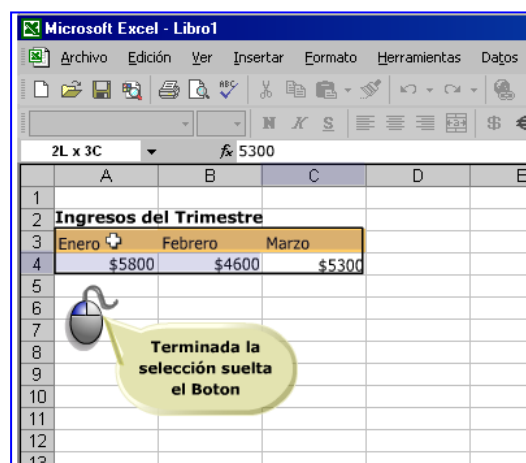 Microsoft Excel - Libro1
Archivo Edición Ver Insertar Formato Herramientas Datos
ABC
N K S $ €
2L x 3C fx 5300
A B C D E
1
2 Ingresos del Trimestre
3 Enero Febrero Marzo
4 $5800 $4600 $5300
5
6
7
8
9
10
11
12
13
Terminada la
selección suelta
el Boton